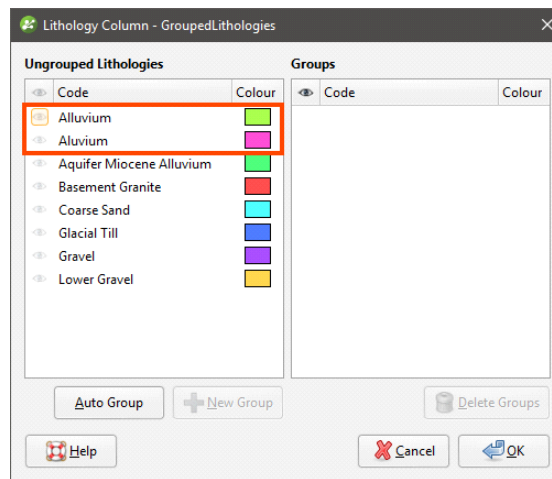 Lithology Column - GroupedLithologies
Ungrouped Lithologies
Groups
Code Colour
Code Colour
Alluvium
Aluvium
Aquifer Miocene Alluvium
Basement Granite
Coarse Sand
Glacial Till
Gravel
Lower Gravel
Auto Group
New Group
Delete Groups
Help
Cancel
OK